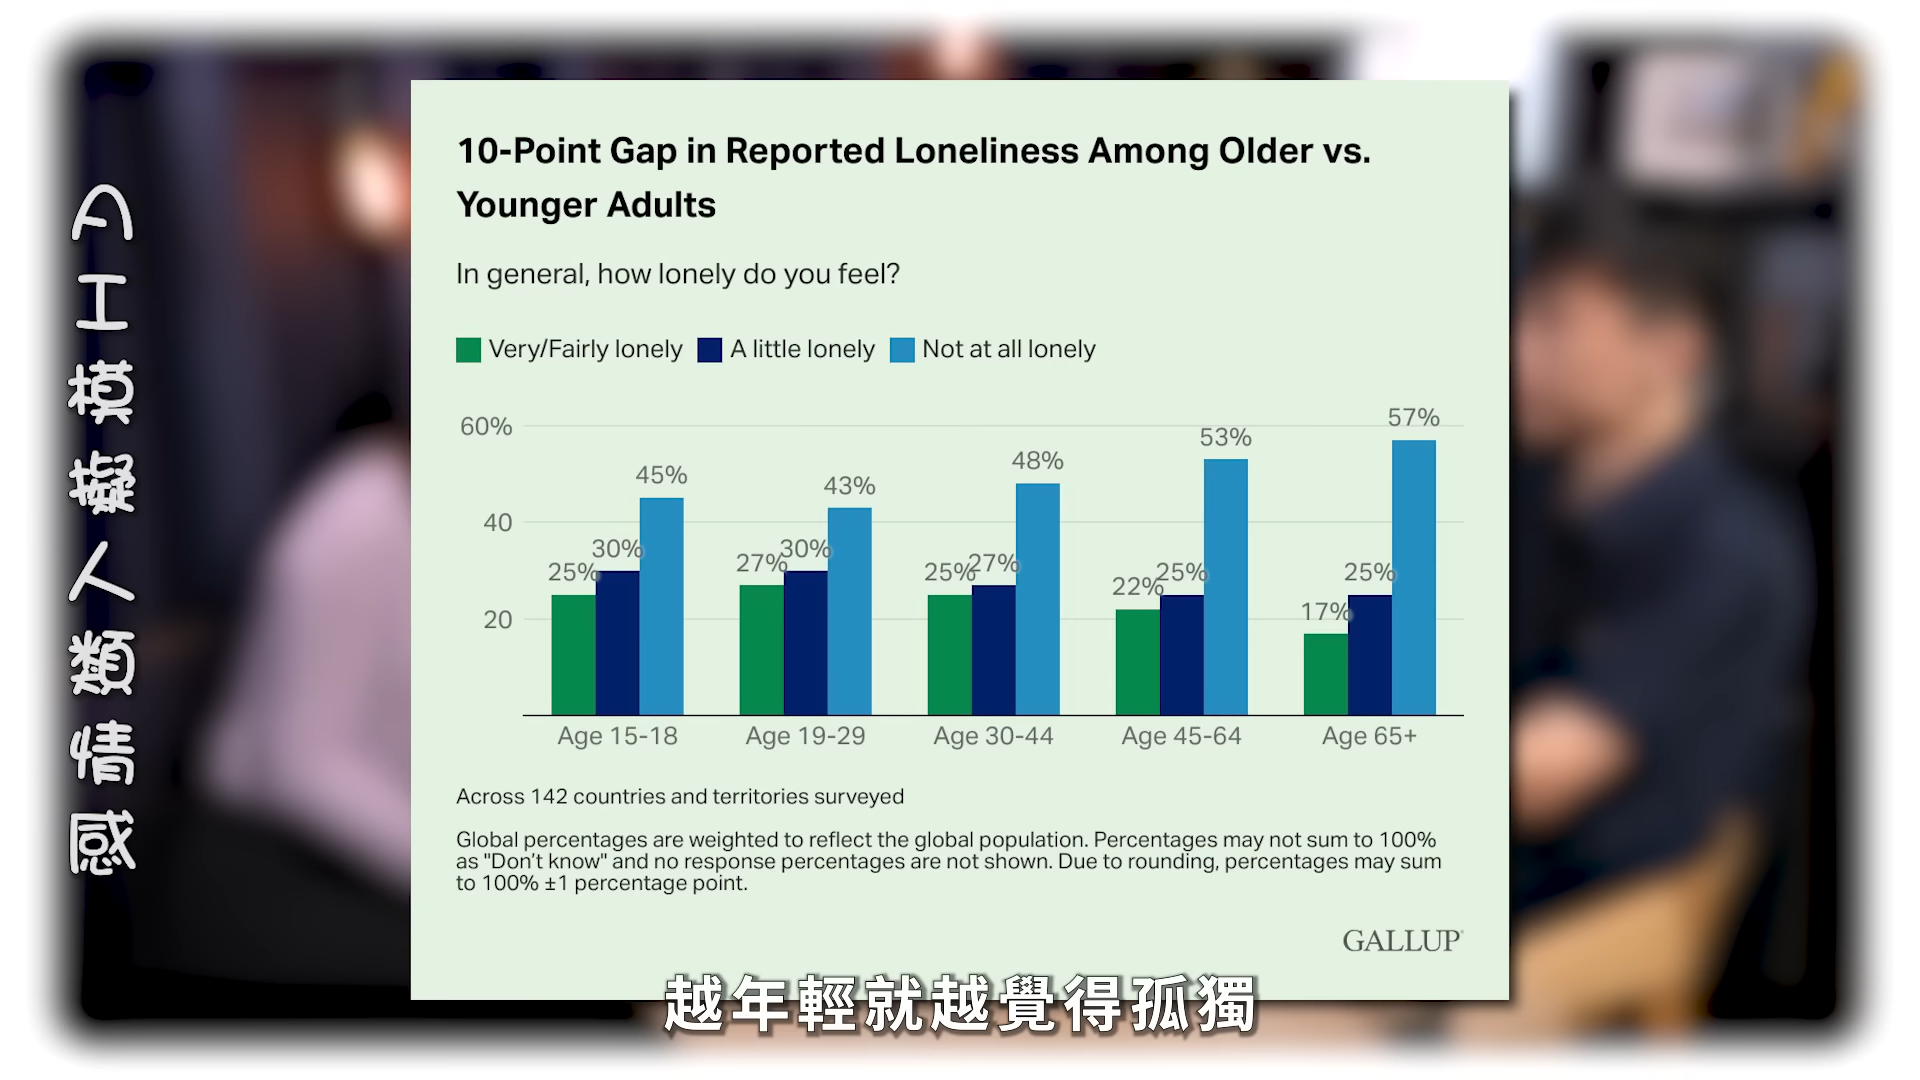 AI模擬人類情感
10-Point Gap in Reported Loneliness Among Older vs.
Younger Adults
In general, how lonely do you feel?
Very/Fairly lonely A little lonely Not at all lonely
60%
40
20
25% 30% 45%
27% 30% 43%
25% 27% 48%
22% 25% 53%
17% 25% 57%
Age 15-18 Age 19-29 Age 30-44 Age 45-64 Age 65+
Across 142 countries and territories surveyed
Global percentages are weighted to reflect the global population. Percentages may not sum to 100%
as "Don't know" and no response percentages are not shown. Due to rounding, percentages may sum
to 100% ±1 percentage point.
GALLUP
越年輕就越覺得孤獨